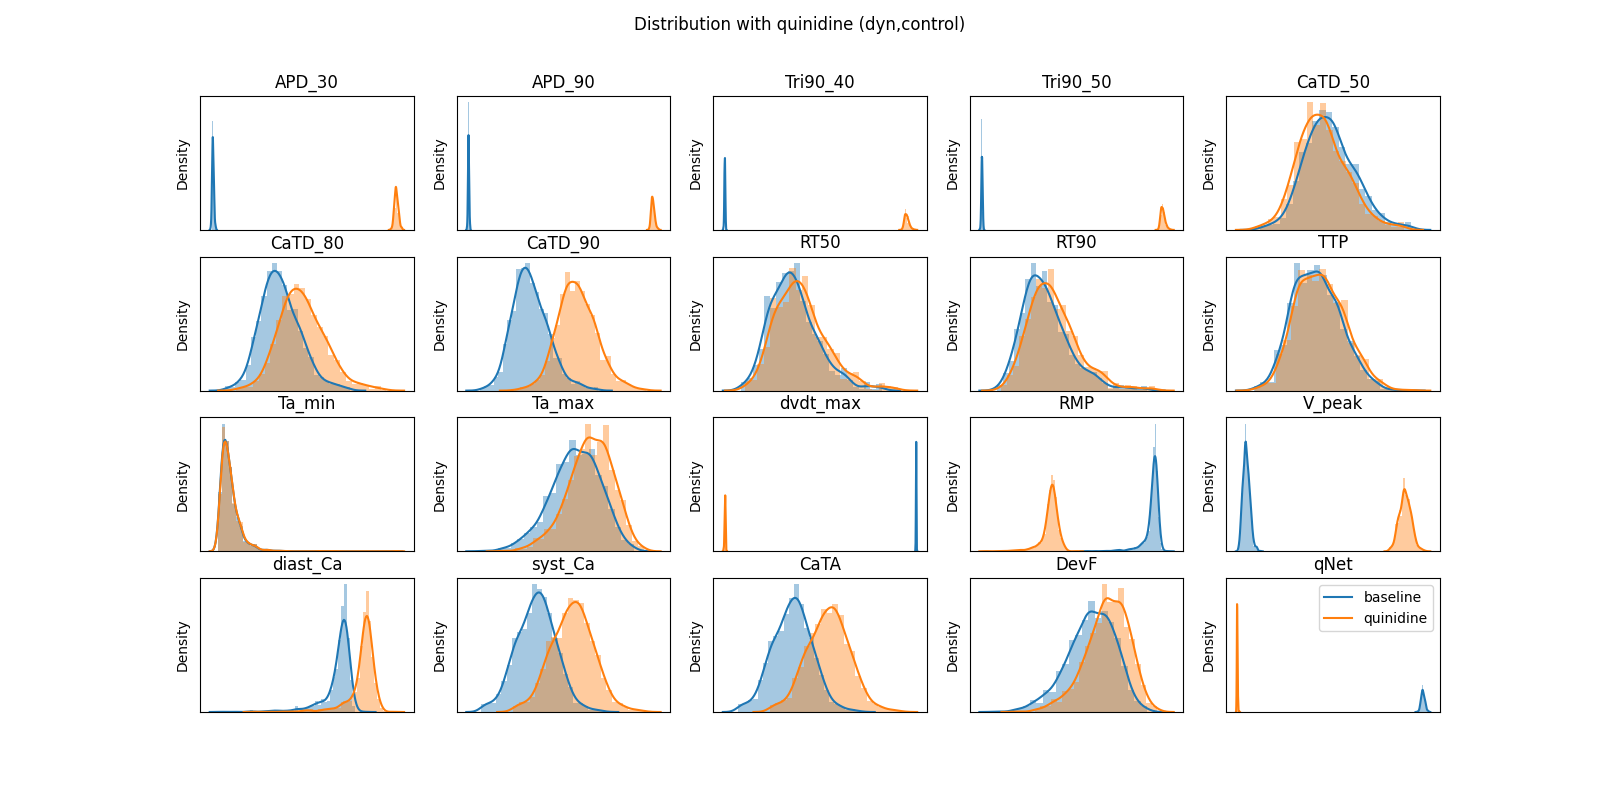 Distribution with quinidine (dyn,control)
APD_30
APD_90
Tri90_40
Tri90_50
CaTD_50
Density
Density
Density
Density
Density
CaTD_80
CaTD_90
RT50
RT90
TTP
Density
Density
Density
Density
Density
Ta_min
Ta_max
dvdt_max
RMP
V_peak
Density
Density
Density
Density
Density
diast_Ca
syst_Ca
CaTA
DevF
qNet
Density
Density
Density
Density
Density
baseline
quinidine